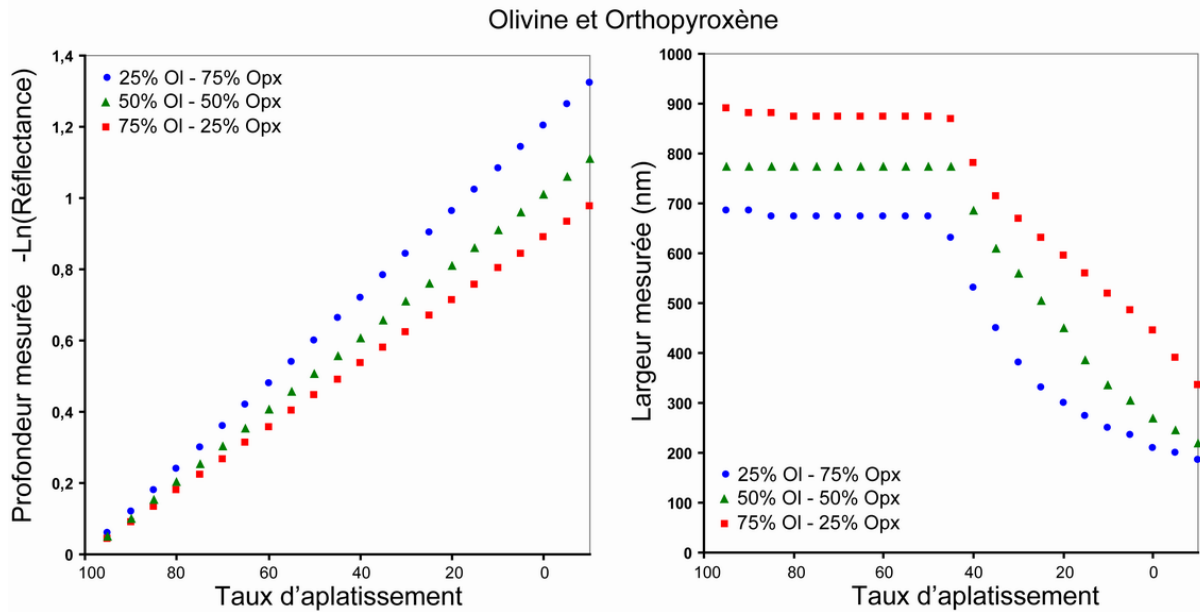 Olivine et Orthopyroxène
Profondeur mesurée -Ln(Réflectance)
1,4
1,2
1
0,8
0,6
0,4
0,2
0
25% Ol - 75% Opx
50% Ol - 50% Opx
75% Ol - 25% Opx
100 80 60 40 20 0
Taux d'aplatissement
Largeur mesurée (nm)
1000
900
800
700
600
500
400
300
200
100
0
25% Ol - 75% Opx
50% Ol - 50% Opx
75% Ol - 25% Opx
100 80 60 40 20 0
Taux d'aplatissement